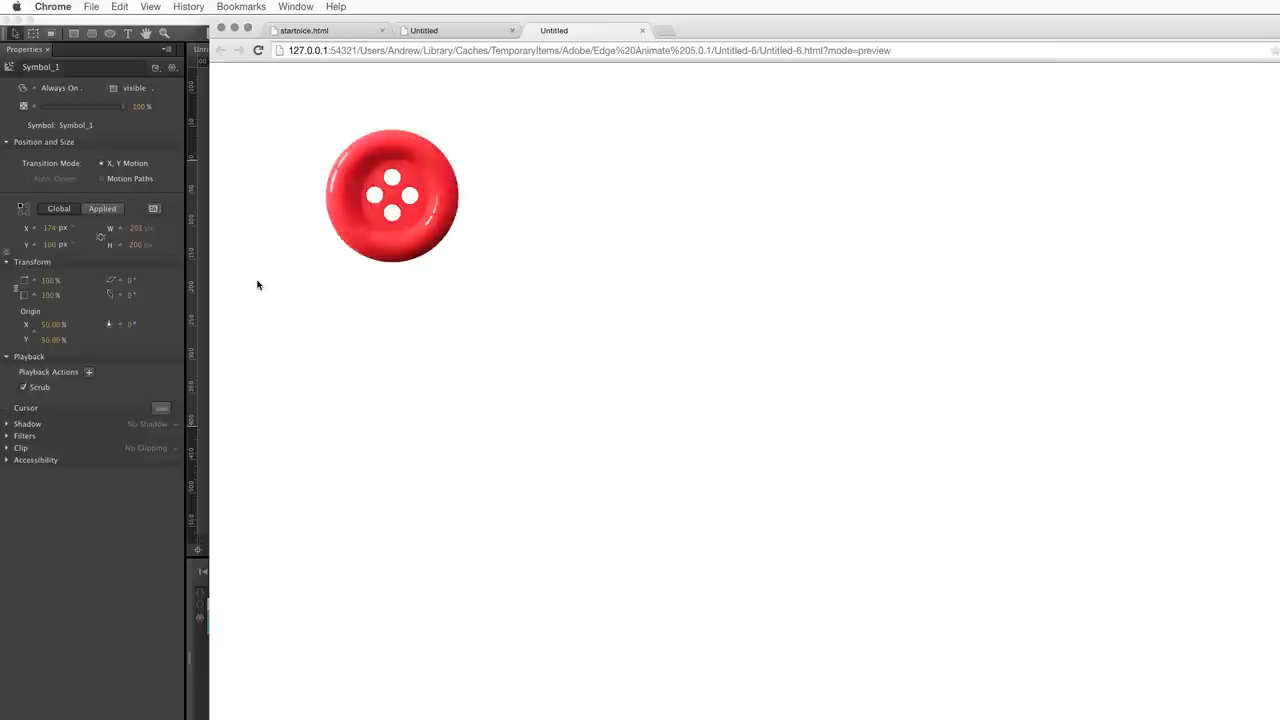 Chrome File Edit View History Bookmarks Window Help
startnice.html Untitled Untitled
127.0.0.1:54321/Users/Andrew/Library/Caches/TemporaryItems/Adobe/Edge%20Animate%205.0.1/Untitled-6/Untitled-6.html?mode=preview
Properties ×
Symbol_1
Always On visible
100 %
Symbol: Symbol_1
Position and Size
Transition Mode: X, Y Motion
Auto-Orient Motion Paths
Global Applied
X 174 px W 201 px
Y 100 px H 200 px
Transform
100 % 0 °
100 % 0 °
Origin
X 50.00 % 0 °
Y 50.00 %
Playback
Playback Actions +
Scrub
Cursor
Shadow No Shadow
Filters
Clip No Clipping
Accessibility